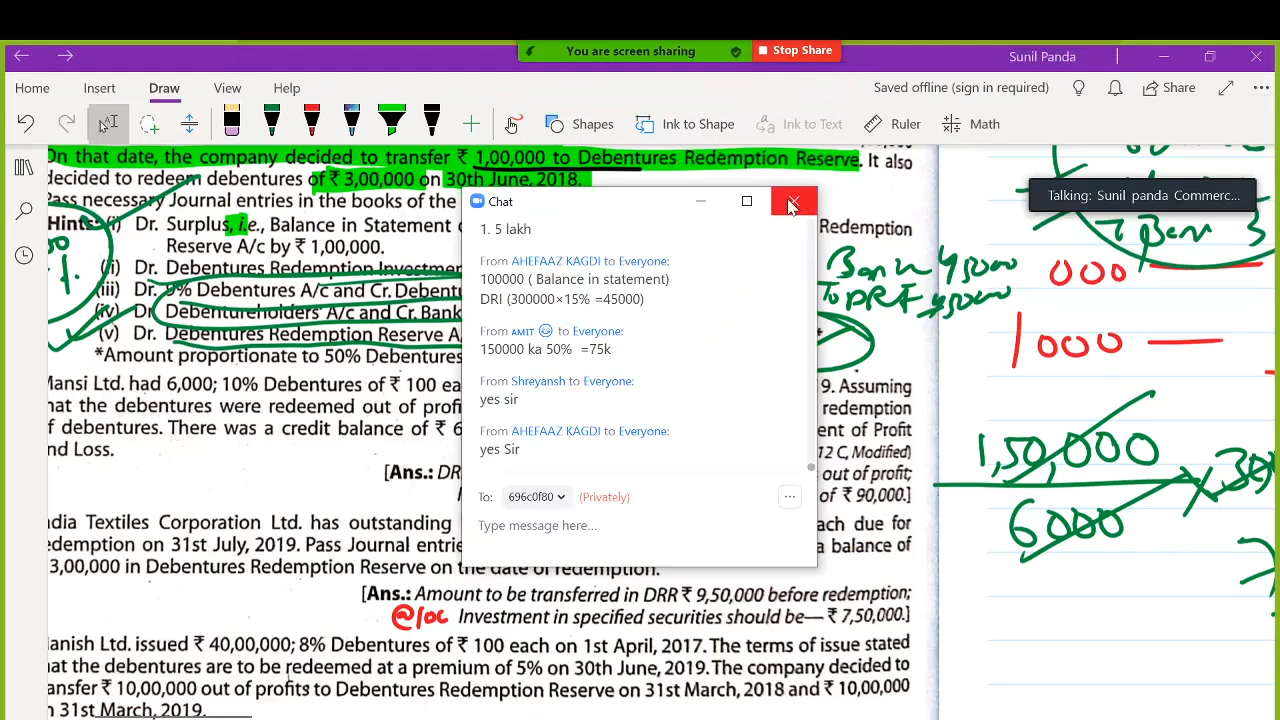 You are screen sharing
Stop Share
Sunil Panda
Home Insert Draw View Help
Saved offline (sign in required)
Share
Shapes
Ink to Shape
Ink to Text
Ruler
Math
Talking: Sunil panda Commerc...
On that date, the company decided to transfer ₹ 1,00,000 to Debentures Redemption Reserve. It also
decided to redeem debentures of ₹ 3,00,000 on 30th June, 2018.
Pass necessary Journal entries in the books of the
Hints: (i) Dr. Surplus, i.e., Balance in Statement
Redemption
Reserve A/c by ₹ 1,00,000.
(ii) Dr. Debentures Redemption Investmen
(iii) Dr. 9% Debentures A/c and Cr. Debent
(iv) Dr. Debentureholders A/c and Cr. Bank
(v) Dr. Debentures Redemption Reserve A
*Amount proportionate to 50% Debentures
Chat
1. 5 lakh
From AHEFAAZ KAGDI to Everyone:
100000 ( Balance in statement)
DRI (300000×15% =45000)
From AMIT 😊 to Everyone:
150000 ka 50% =75k
From Shreyansh to Everyone:
yes sir
From AHEFAAZ KAGDI to Everyone:
yes Sir
To: 696c0f80 (Privately)
Type message here...
Mansi Ltd. had 6,000; 10% Debentures of ₹ 100 ea
9. Assuming
hat the debentures were redeemed out of profi
redemption
f debentures. There was a credit balance of ₹ 6
ent of Profit
nd Loss.
12 C, Modified)
[Ans.: DR
out of profit;
of ₹ 90,000.]
ndia Textiles Corporation Ltd. has outstanding
ach due for
edemption on 31st July, 2019. Pass Journal entrie
a balance of
3,00,000 in Debentures Redemption Reserve on the date of redemption.
[Ans.: Amount to be transferred in DRR ₹ 9,50,000 before redemption;
Investment in specified securities should be— ₹ 7,50,000.]
anish Ltd. issued ₹ 40,00,000; 8% Debentures of ₹ 100 each on 1st April, 2017. The terms of issue stated
at the debentures are to be redeemed at a premium of 5% on 30th June, 2019. The company decided to
ansfer ₹ 10,00,000 out of profits to Debentures Redemption Reserve on 31st March, 2018 and ₹ 10,00,000
n 31st March, 2019.
000
1000
1,50,000
6000